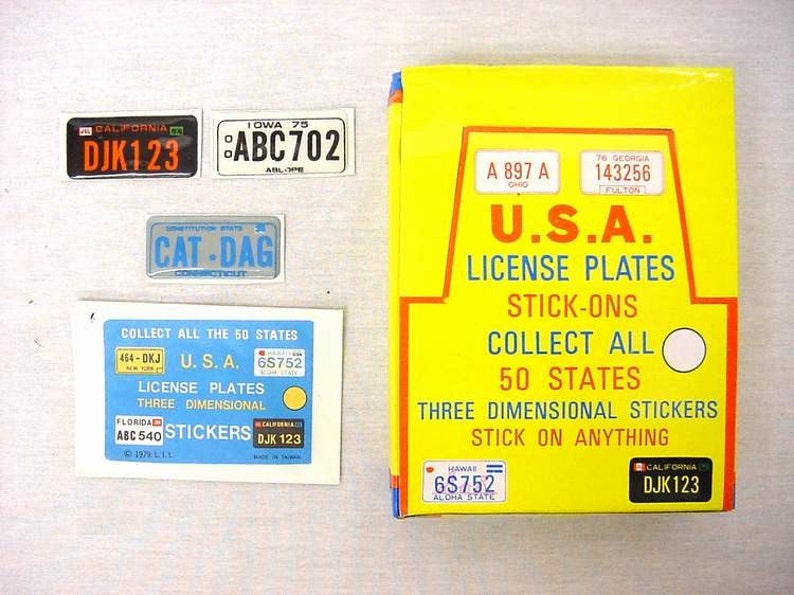 CALIFORNIA
DJK123
IOWA 75
ABC702
CONSTITUTION STATE
CAT·DAG
CONNECTICUT
COLLECT ALL THE 50 STATES
464-DKJ
NEW YORK
U.S.A.
HAWAII
6S752
ALOHA STATE
LICENSE PLATES
THREE DIMENSIONAL
FLORIDA
ABC540
STICKERS
CALIFORNIA
DJK 123
© 1979. L.I.L.
MADE IN TAIWAN
A 897 A
OHIO
76 GEORGIA
143256
FULTON
U.S.A.
LICENSE PLATES
STICK-ONS
COLLECT ALL
50 STATES
THREE DIMENSIONAL STICKERS
STICK ON ANYTHING
HAWAII
6S752
ALOHA STATE
CALIFORNIA
DJK123